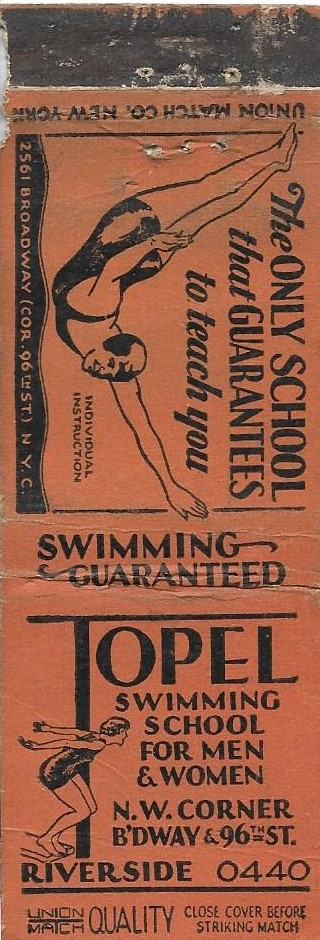 UNION MATCH CO. NEW YORK
The ONLY SCHOOL
that GUARANTEES
to teach you
INDIVIDUAL
INSTRUCTION
2561 BROADWAY (COR. 96TH ST.) N.Y.C.
SWIMMING
GUARANTEED
TOPEL
SWIMMING
SCHOOL
FOR MEN
& WOMEN
N.W. CORNER
B'DWAY & 96TH ST.
RIVERSIDE 0440
UNION
MATCH
QUALITY
CLOSE COVER BEFORE
STRIKING MATCH